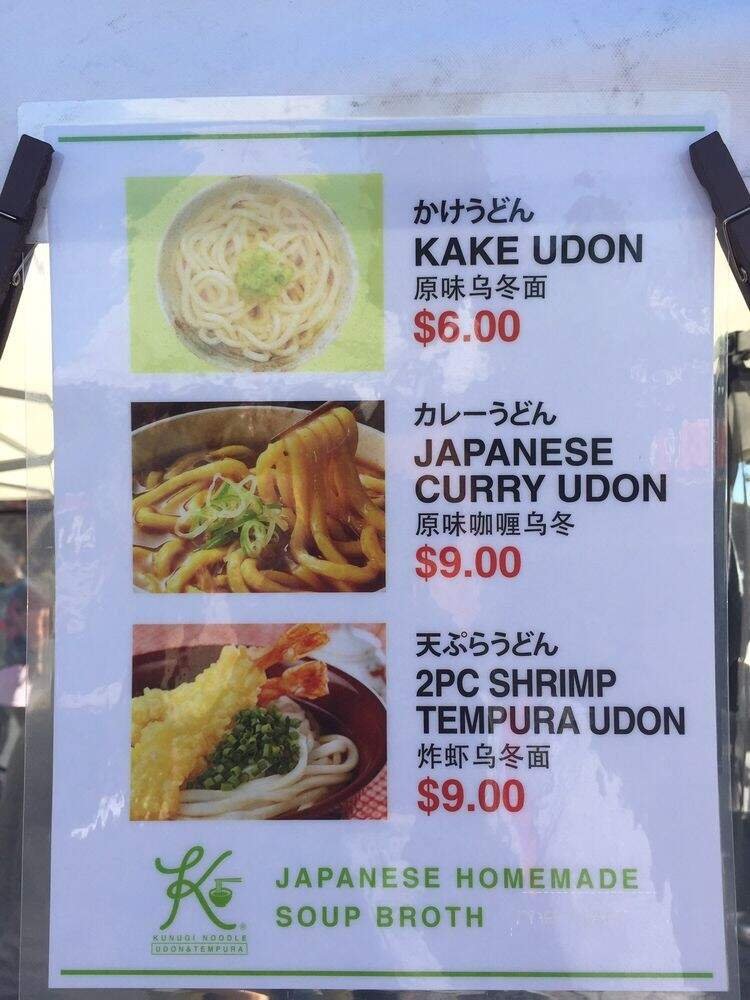 かけうどん
KAKE UDON
原味乌冬面
$6.00
カレーうどん
JAPANESE
CURRY UDON
原味咖喱乌冬
$9.00
天ぷらうどん
2PC SHRIMP
TEMPURA UDON
炸虾乌冬面
$9.00
K®
KUNUGI NOODLE
UDON&TEMPURA
JAPANESE HOMEMADE
SOUP BROTH